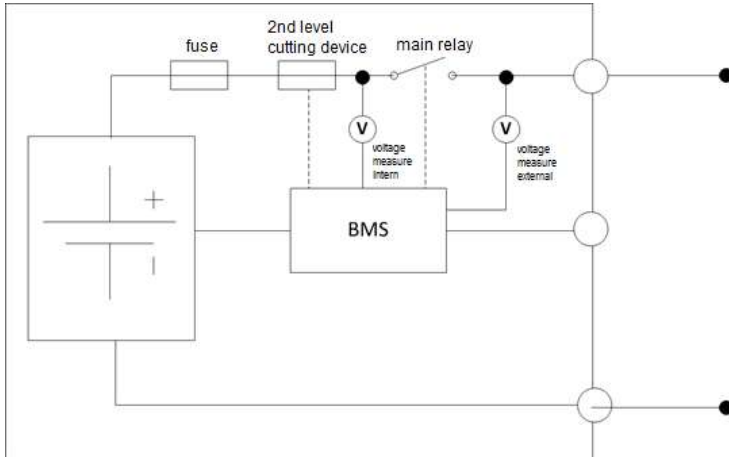 fuse
2nd level
cutting device
main relay
V
voltage
measure
intern
V
voltage
measure
external
+
BMS
–